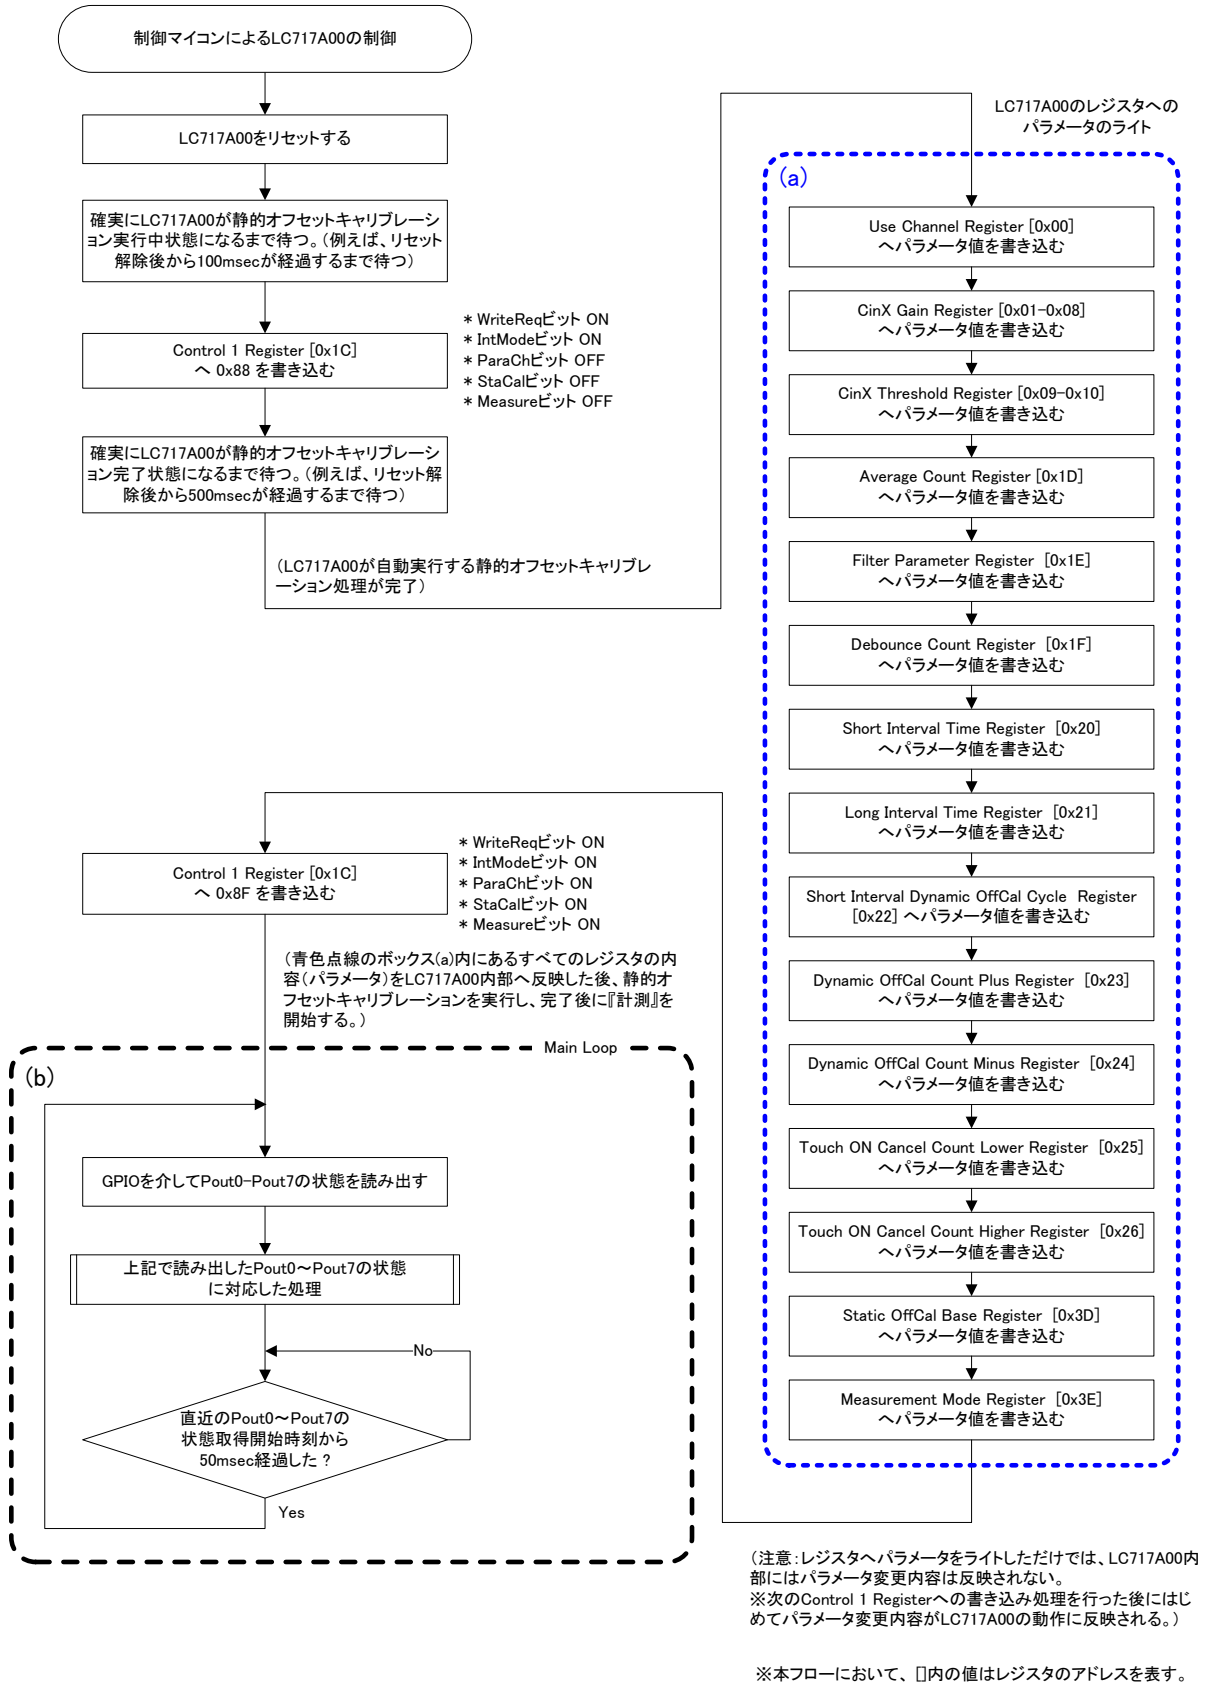 制御マイコンによるLC717A00の制御
LC717A00をリセットする
確実にLC717A00が静的オフセットキャリブレーシ
ョン実行中状態になるまで待つ。(例えば、リセット
解除後から100msecが経過するまで待つ)
Control 1 Register [0x1C]
へ 0x88 を書き込む
* WriteReqビット ON
* IntModeビット ON
* ParaChビット OFF
* StaCalビット OFF
* Measureビット OFF
確実にLC717A00が静的オフセットキャリブレーシ
ョン完了状態になるまで待つ。(例えば、リセット解
除後から500msecが経過するまで待つ)
(LC717A00が自動実行する静的オフセットキャリブレ
ーション処理が完了)
LC717A00のレジスタへの
パラメータのライト
(a)
Use Channel Register [0x00]
へパラメータ値を書き込む
CinX Gain Register [0x01-0x08]
へパラメータ値を書き込む
CinX Threshold Register [0x09-0x10]
へパラメータ値を書き込む
Average Count Register [0x1D]
へパラメータ値を書き込む
Filter Parameter Register [0x1E]
へパラメータ値を書き込む
Debounce Count Register [0x1F]
へパラメータ値を書き込む
Short Interval Time Register [0x20]
へパラメータ値を書き込む
Long Interval Time Register [0x21]
へパラメータ値を書き込む
Short Interval Dynamic OffCal Cycle Register
[0x22] へパラメータ値を書き込む
Dynamic OffCal Count Plus Register [0x23]
へパラメータ値を書き込む
Dynamic OffCal Count Minus Register [0x24]
へパラメータ値を書き込む
Touch ON Cancel Count Lower Register [0x25]
へパラメータ値を書き込む
Touch ON Cancel Count Higher Register [0x26]
へパラメータ値を書き込む
Static OffCal Base Register [0x3D]
へパラメータ値を書き込む
Measurement Mode Register [0x3E]
へパラメータ値を書き込む
(注意:レジスタへパラメータをライトしただけでは、LC717A00内
部にはパラメータ変更内容は反映されない。
※次のControl 1 Registerへの書き込み処理を行った後にはじ
めてパラメータ変更内容がLC717A00の動作に反映される。)
※本フローにおいて、[]内の値はレジスタのアドレスを表す。
Control 1 Register [0x1C]
へ 0x8F を書き込む
* WriteReqビット ON
* IntModeビット ON
* ParaChビット ON
* StaCalビット ON
* Measureビット ON
(青色点線のボックス(a)内にあるすべてのレジスタの内
容(パラメータ)をLC717A00内部へ反映した後、静的オ
フセットキャリブレーションを実行し、完了後に『計測』を
開始する。)
Main Loop
(b)
GPIOを介してPout0-Pout7の状態を読み出す
上記で読み出したPout0～Pout7の状態
に対応した処理
No
直近のPout0～Pout7の
状態取得開始時刻から
50msec経過した?
Yes